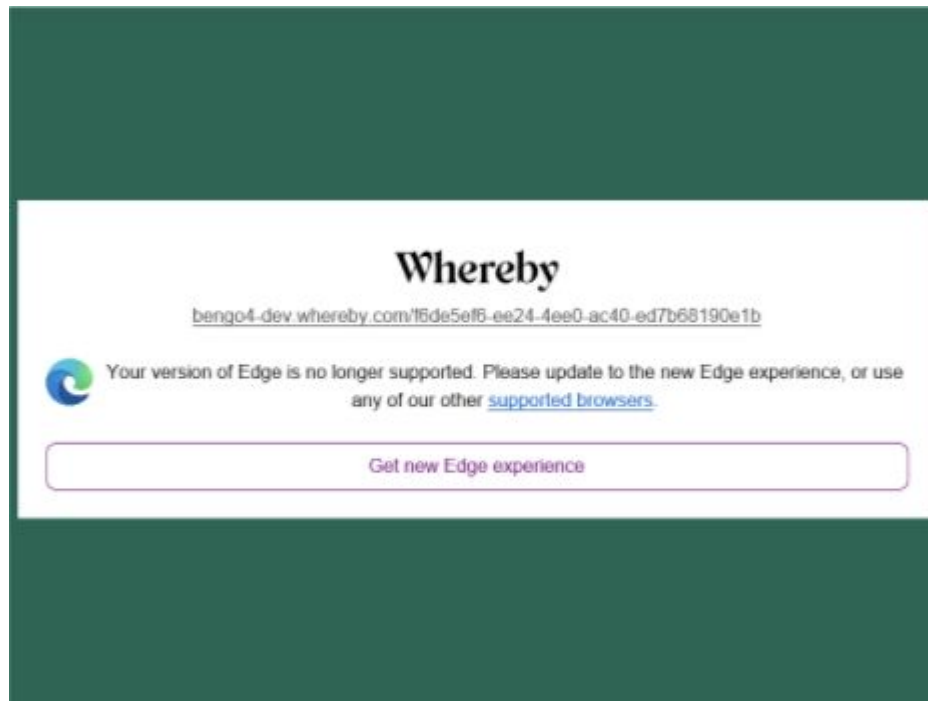 Whereby
bengo4-dev.whereby.com/f6de5ef6-ee24-4ee0-ac40-ed7b68190e1b
Your version of Edge is no longer supported. Please update to the new Edge experience, or use
any of our other supported browsers.
Get new Edge experience